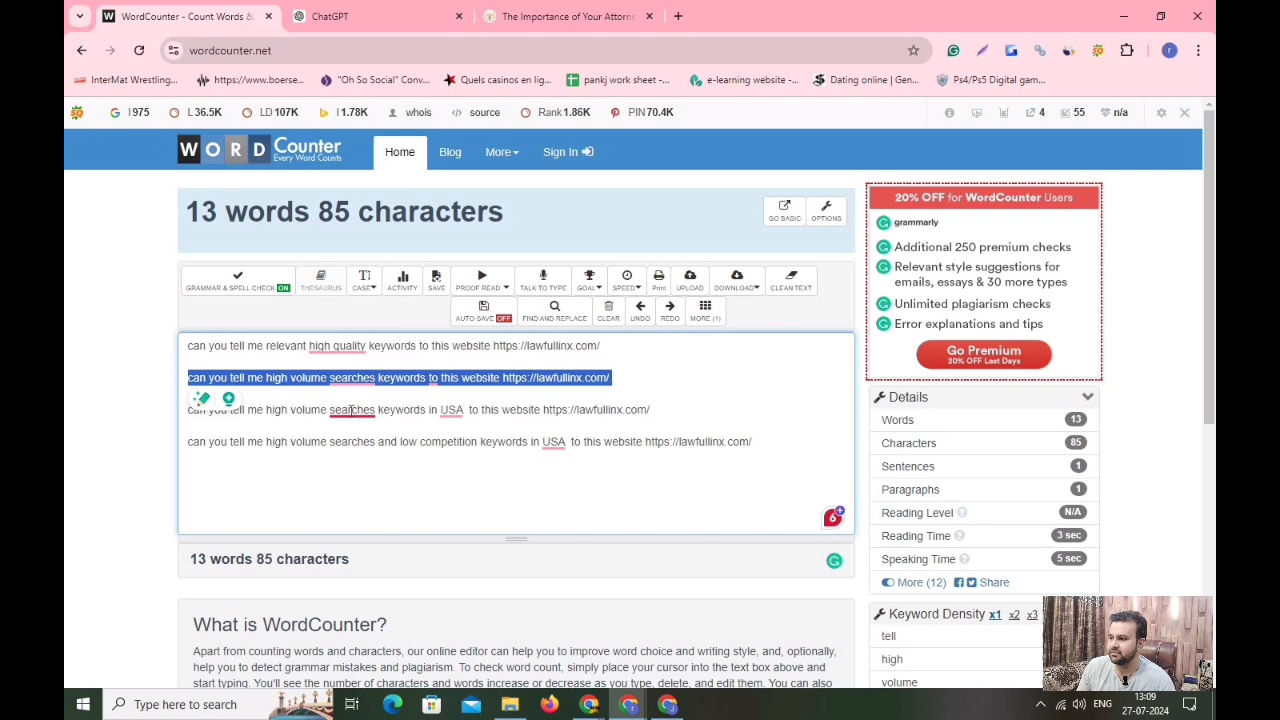 WordCounter - Count Words &
ChatGPT
The Importance of Your Attorn
wordcounter.net
InterMat Wrestling...
https://www.boerse...
"Oh So Social" Conv...
Quels casinos en lig...
pankj work sheet -...
e-learning website -...
Dating online | Gen...
Ps4/Ps5 Digital gam...
I 975
L 36.5K
LD 107K
I 1.78K
whois
source
Rank 1.86K
PIN 70.4K
4
55
n/a
WORD Counter
Every Word Counts
Home
Blog
More
Sign In
13 words 85 characters
GO BASIC
OPTIONS
GRAMMAR & SPELL CHECK ON
THESAURUS
CASE
ACTIVITY
SAVE
PROOF READ
TALK TO TYPE
GOAL
SPEED
Print
UPLOAD
DOWNLOAD
CLEAN TEXT
AUTO SAVE OFF
FIND AND REPLACE
CLEAR
UNDO
REDO
MORE (1)
can you tell me relevant high quality keywords to this website https://lawfullinx.com/
can you tell me high volume searches keywords to this website https://lawfullinx.com/
can you tell me high volume searches keywords in USA to this website https://lawfullinx.com/
can you tell me high volume searches and low competition keywords in USA to this website https://lawfullinx.com/
6
13 words 85 characters
What is WordCounter?
Apart from counting words and characters, our online editor can help you to improve word choice and writing style, and, optionally,
help you to detect grammar mistakes and plagiarism. To check word count, simply place your cursor into the text box above and
start typing. You'll see the number of characters and words increase or decrease as you type, delete, and edit them. You can also
20% OFF for WordCounter Users
grammarly
Additional 250 premium checks
Relevant style suggestions for
emails, essays & 30 more types
Unlimited plagiarism checks
Error explanations and tips
Go Premium
20% OFF Last Days
Details
Words 13
Characters 85
Sentences 1
Paragraphs 1
Reading Level N/A
Reading Time 3 sec
Speaking Time 5 sec
More (12) Share
Keyword Density x1 x2 x3
tell
high
volume
Type here to search
ENG
13:09
27-07-2024